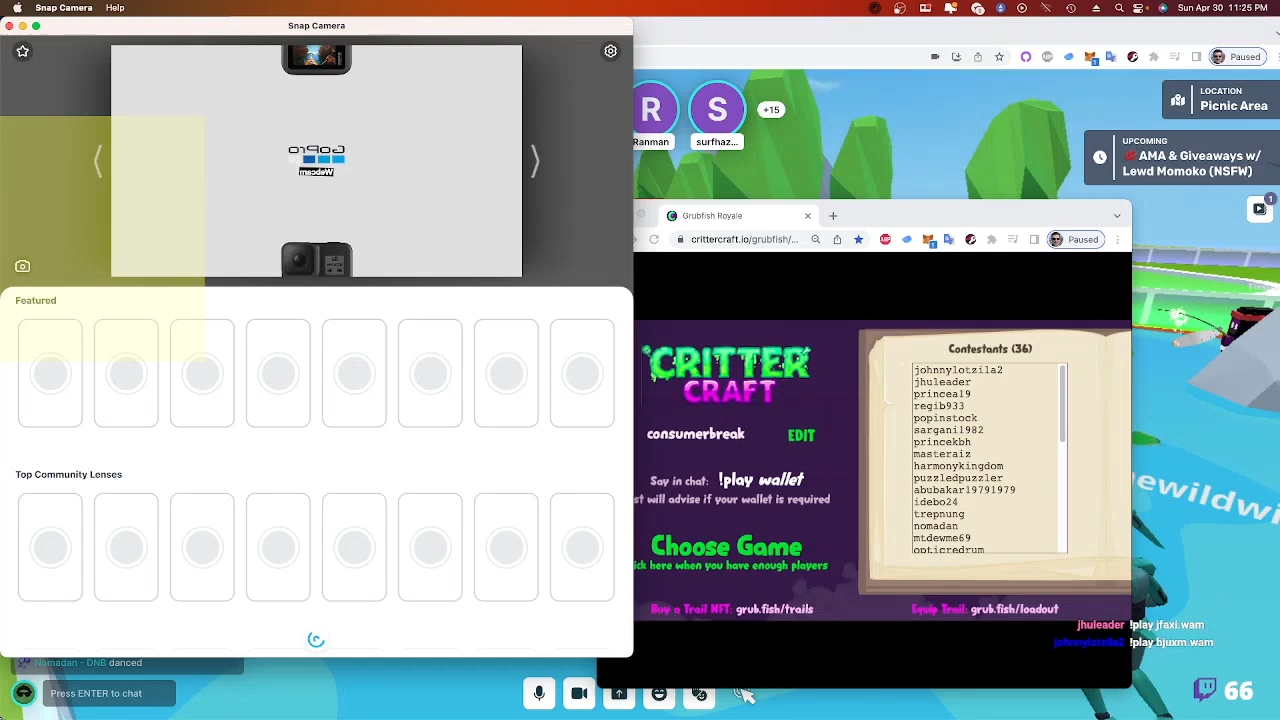 Snap Camera Help
Sun Apr 30 11:25 PM
Snap Camera
GoPro
Webcam
Featured
Top Community Lenses
Nomadan - DNB danced
Press ENTER to chat
Paused
R
S
+15
Ranman
surfhaz...
LOCATION
Picnic Area
UPCOMING
AMA & Giveaways w/
Lewd Momoko (NSFW)
1
Grubfish Royale
crittercraft.io/grubfish/...
Paused
CRITTER
CRAFT
consumerbreak EDIT
Say in chat: !play wallet
st will advise if your wallet is required
Choose Game
ick here when you have enough players
Buy a Trail NFT: grub.fish/trails
Equip Trail: grub.fish/loadout
Contestants (36)
johnnylotzila2
jhuleader
princea19
regib933
popinstock
sargani1982
princekbh
masteraiz
harmonykingdom
puzzledpuzzler
abubakar19791979
idebo24
trepnung
nomadan
mtdewme69
opticredrum
ewildwi
jhuleader !play jfaxi.wam
johnnylotzila2 !play bjuxm.wam
66